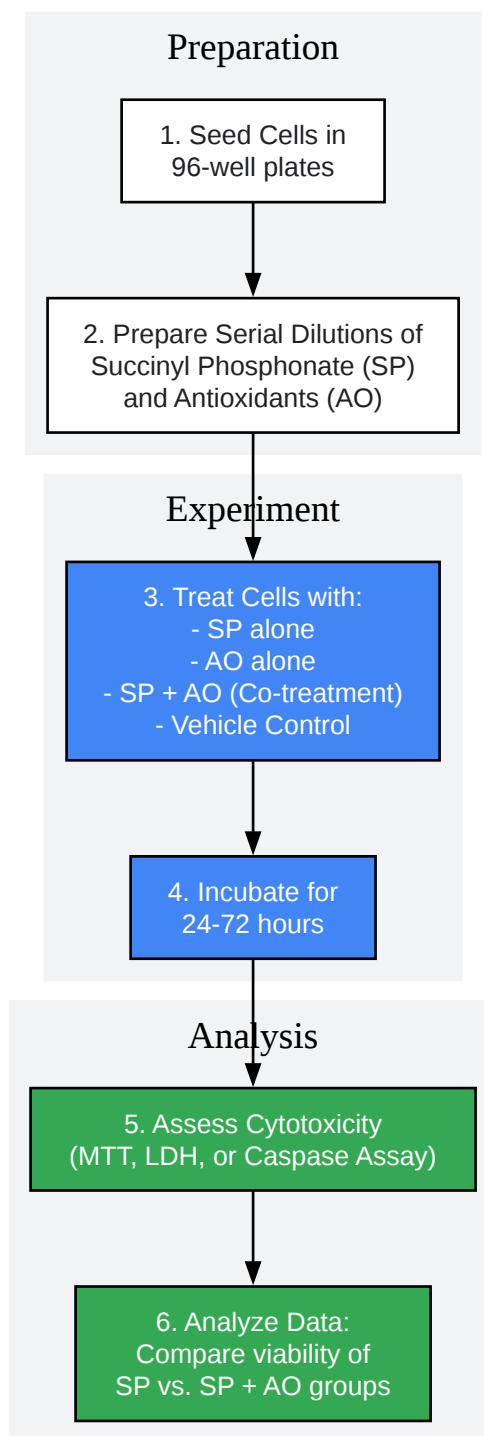 Preparation
1. Seed Cells in
96-well plates
2. Prepare Serial Dilutions of
Succinyl Phosphonate (SP)
and Antioxidants (AO)
Experiment
3. Treat Cells with:
- SP alone
- AO alone
- SP + AO (Co-treatment)
- Vehicle Control
4. Incubate for
24-72 hours
Analysis
5. Assess Cytotoxicity
(MTT, LDH, or Caspase Assay)
6. Analyze Data:
Compare viability of
SP vs. SP + AO groups